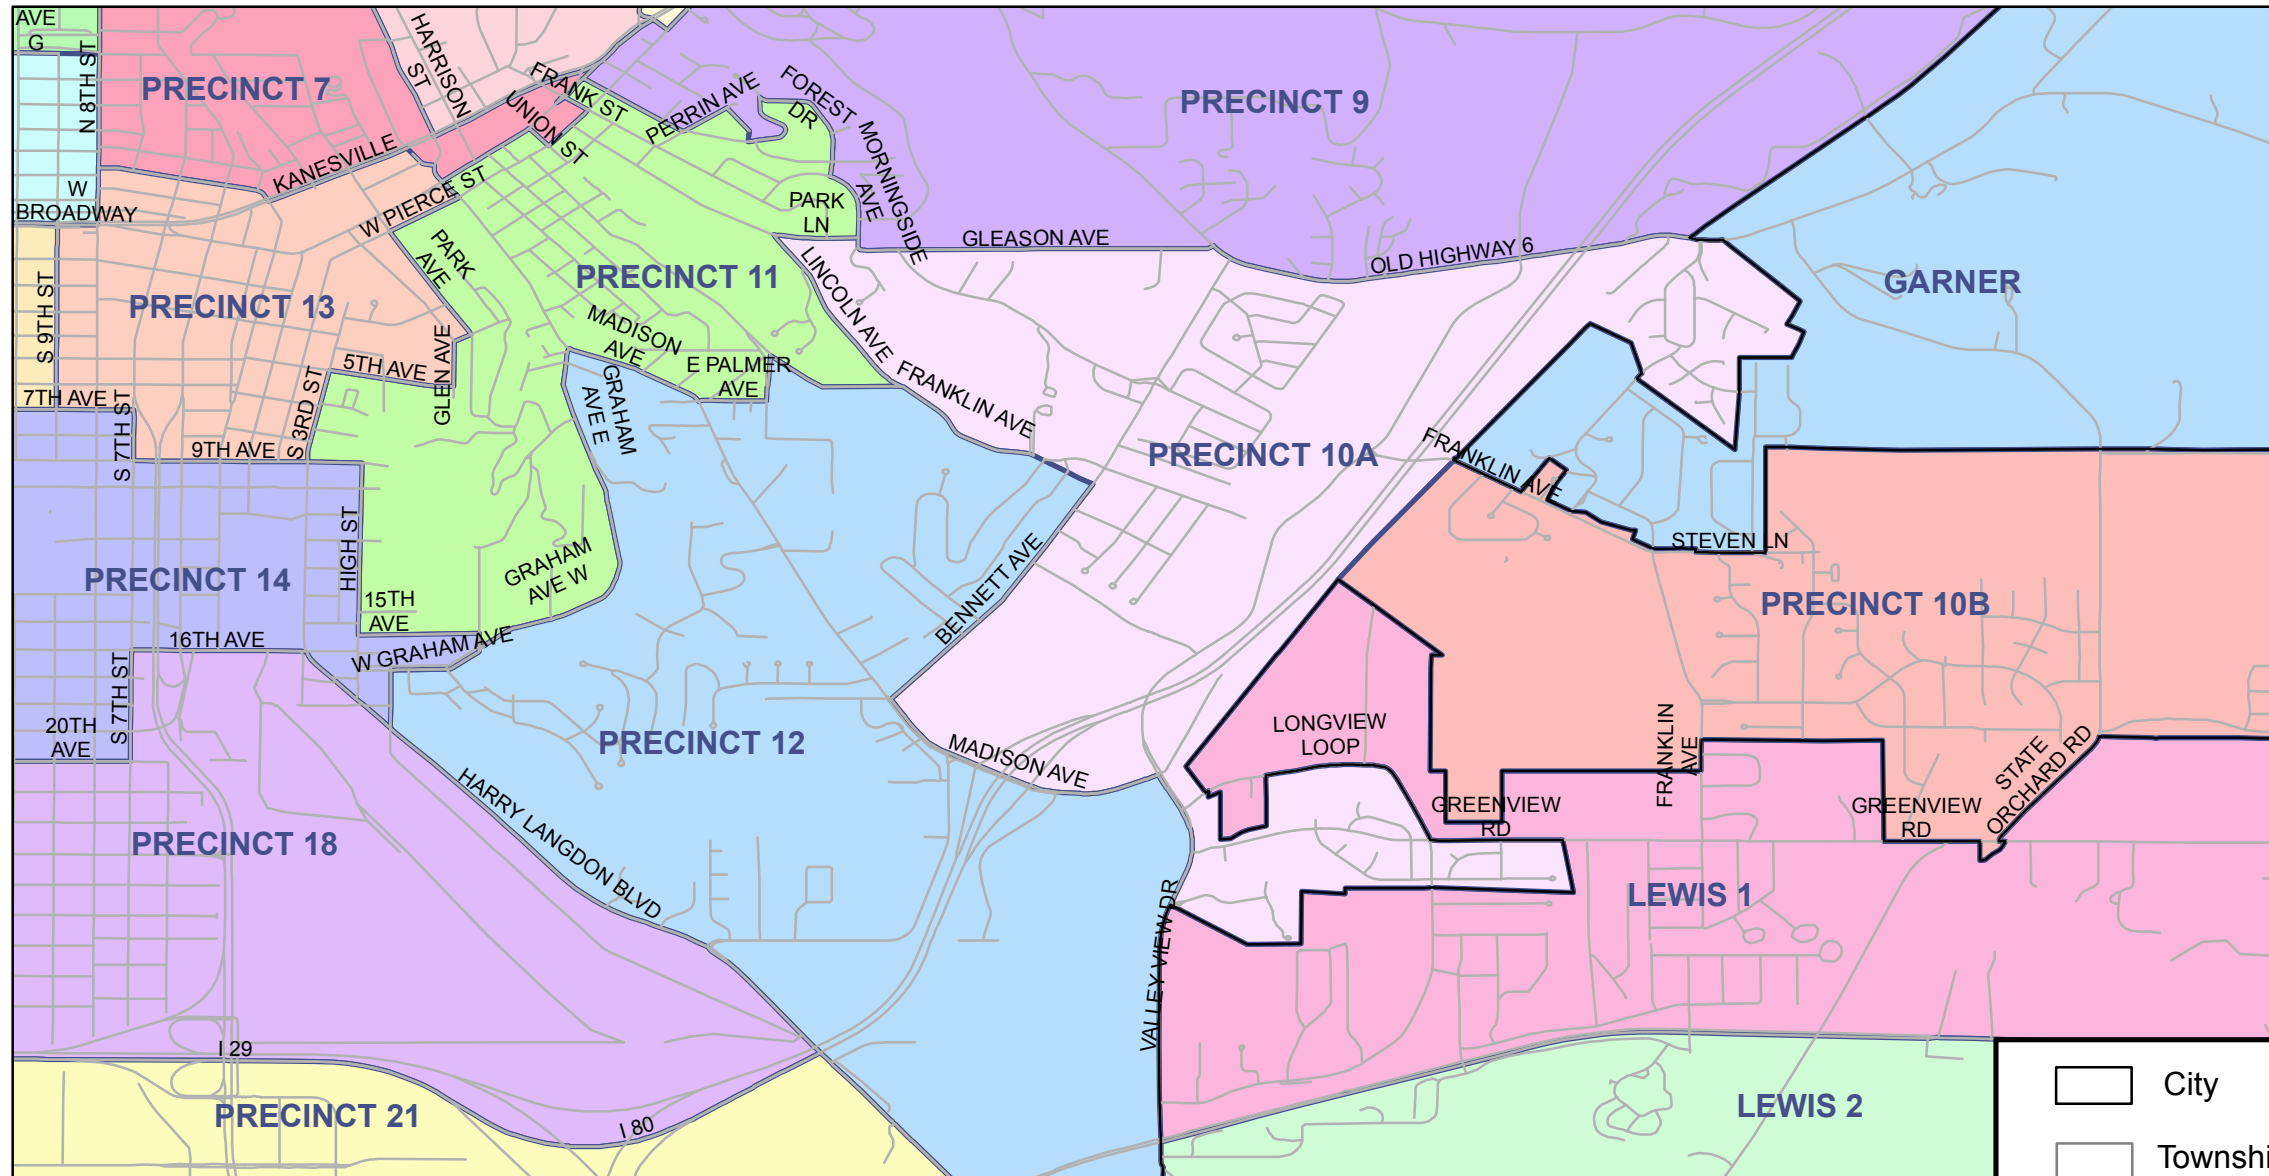 AVE
G
N 8TH ST
PRECINCT 7
HARRISON
ST
FRANK ST
UNION ST
PERRIN AVE
FOREST
DR
MORNINGSIDE
AVE
PRECINCT 9
KANESVILLE
W
BROADWAY
W PIERCE ST
PARK
LN
PARK
AVE
GLEASON AVE
OLD HIGHWAY 6
LINCOLN AVE
PRECINCT 11
GARNER
PRECINCT 13
S 9TH ST
MADISON
AVE
E PALMER
AVE
5TH AVE
GLEN AVE
GRAHAM
AVE E
FRANKLIN AVE
7TH AVE
S 7TH ST
S 3RD ST
9TH AVE
PRECINCT 10A
FRANKLIN AVE
STEVEN LN
HIGH ST
GRAHAM
AVE W
BENNETT AVE
PRECINCT 14
15TH
AVE
PRECINCT 10B
16TH AVE
W GRAHAM AVE
S 7TH ST
20TH
AVE
PRECINCT 12
MADISON AVE
LONGVIEW
LOOP
FRANKLIN
AVE
STATE
ORCHARD RD
GREENVIEW
RD
GREENVIEW
RD
HARRY LANGDON BLVD
PRECINCT 18
LEWIS 1
VALLEY VIEW DR
I 29
PRECINCT 21
I 80
LEWIS 2
City
Townshi